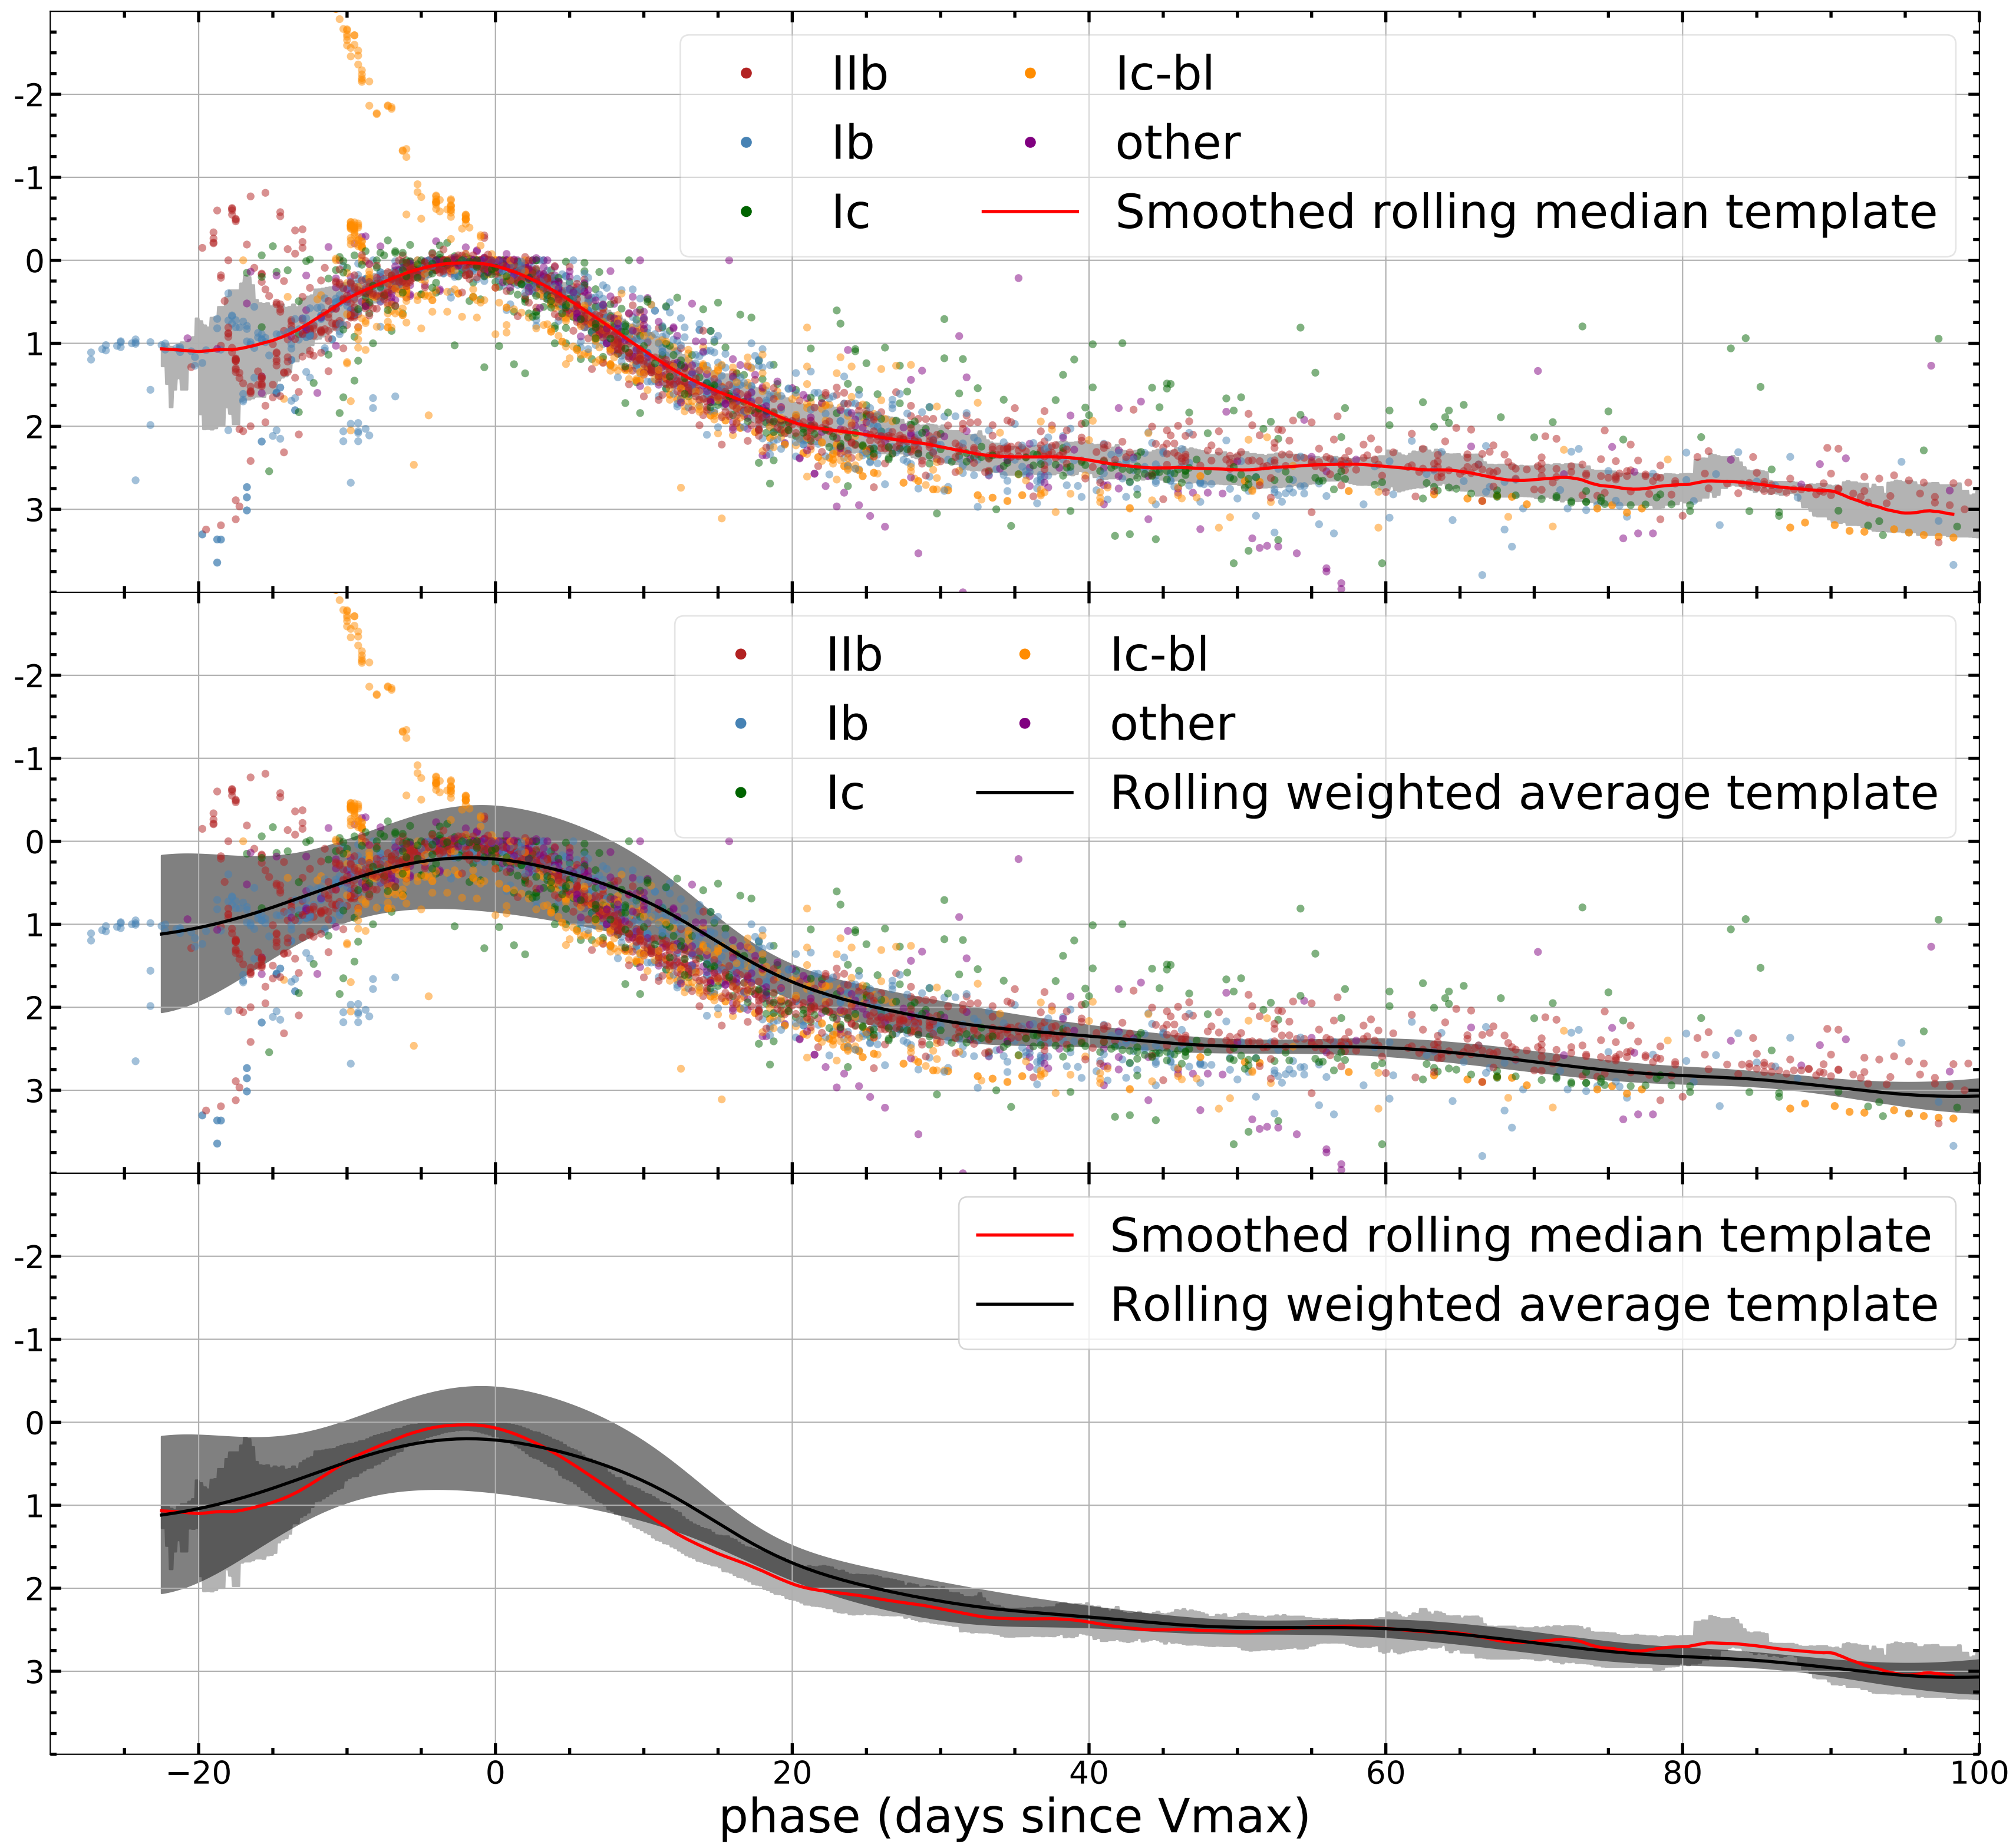 -2
-1
0
1
2
3
IIb
Ib
Ic
Ic-bl
other
Smoothed rolling median template
-2
-1
0
1
2
3
IIb
Ib
Ic
Ic-bl
other
Rolling weighted average template
-2
-1
0
1
2
3
Smoothed rolling median template
Rolling weighted average template
−20 0 20 40 60 80 100
phase (days since Vmax)